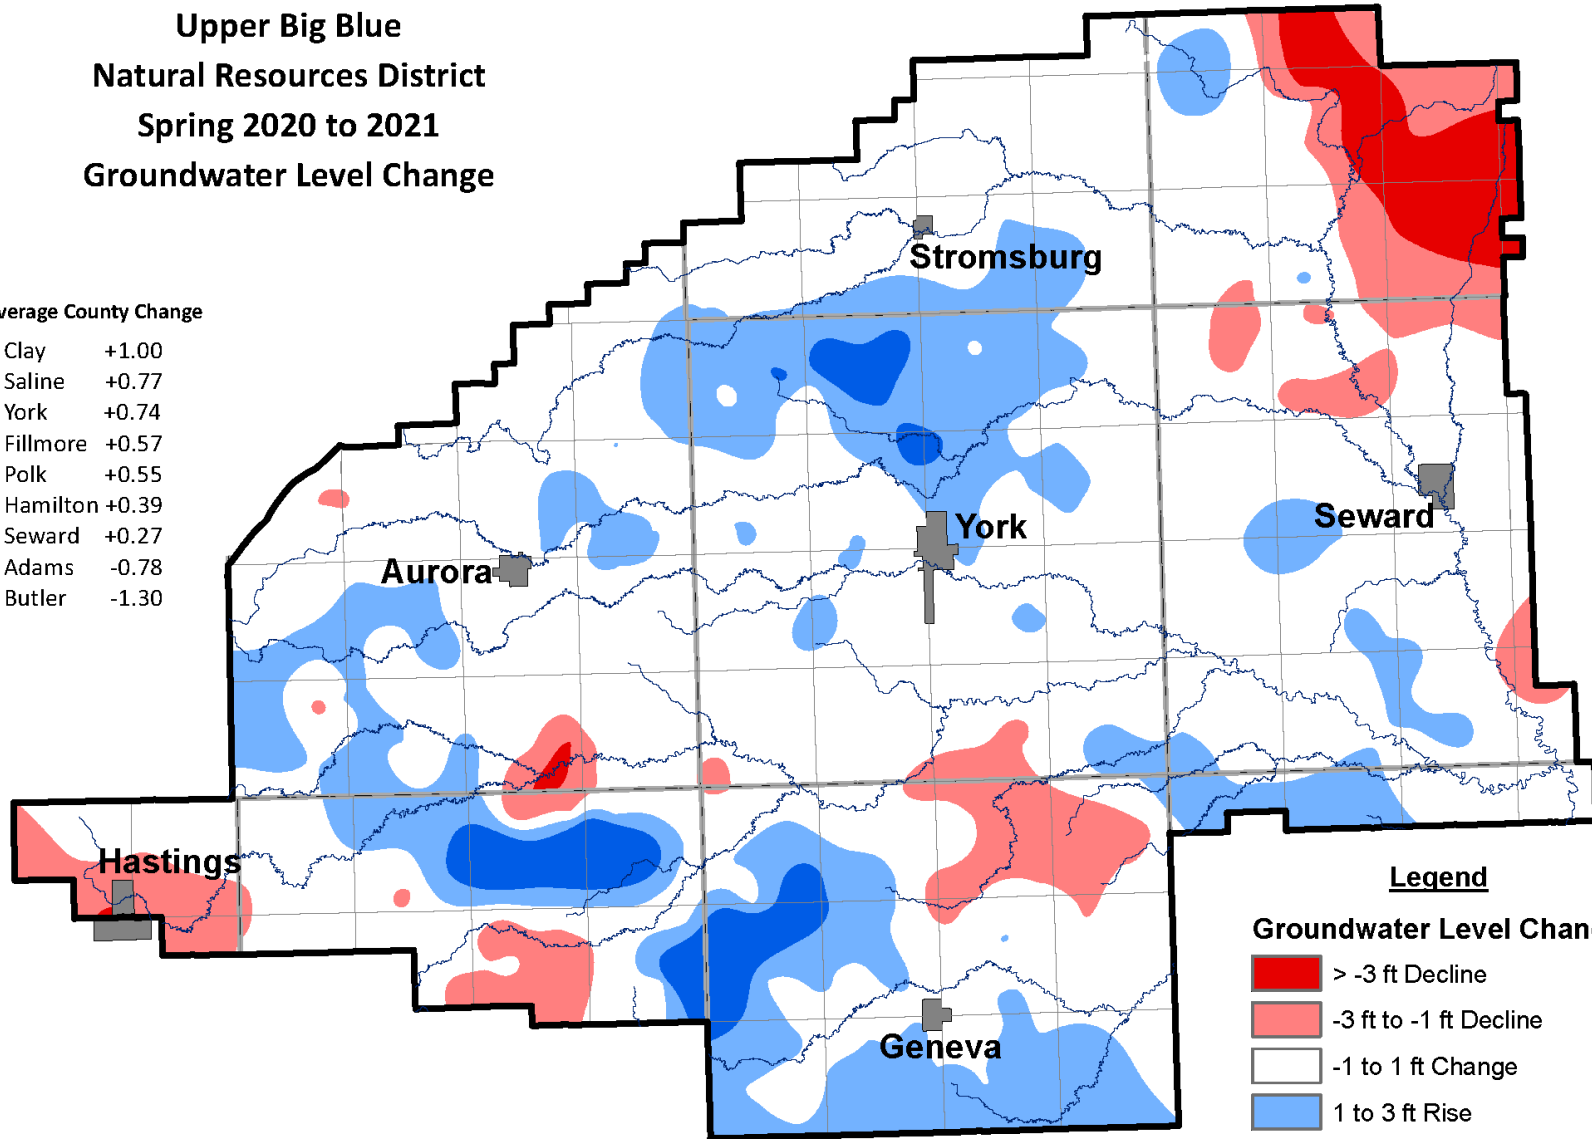 Upper Big Blue
Natural Resources District
Spring 2020 to 2021
Groundwater Level Change
verage County Change
Clay +1.00
Saline +0.77
York +0.74
Fillmore +0.57
Polk +0.55
Hamilton +0.39
Seward +0.27
Adams -0.78
Butler -1.30
Stromsburg
York
Seward
Aurora
Hastings
Geneva
Legend
Groundwater Level Chan
> -3 ft Decline
-3 ft to -1 ft Decline
-1 to 1 ft Change
1 to 3 ft Rise